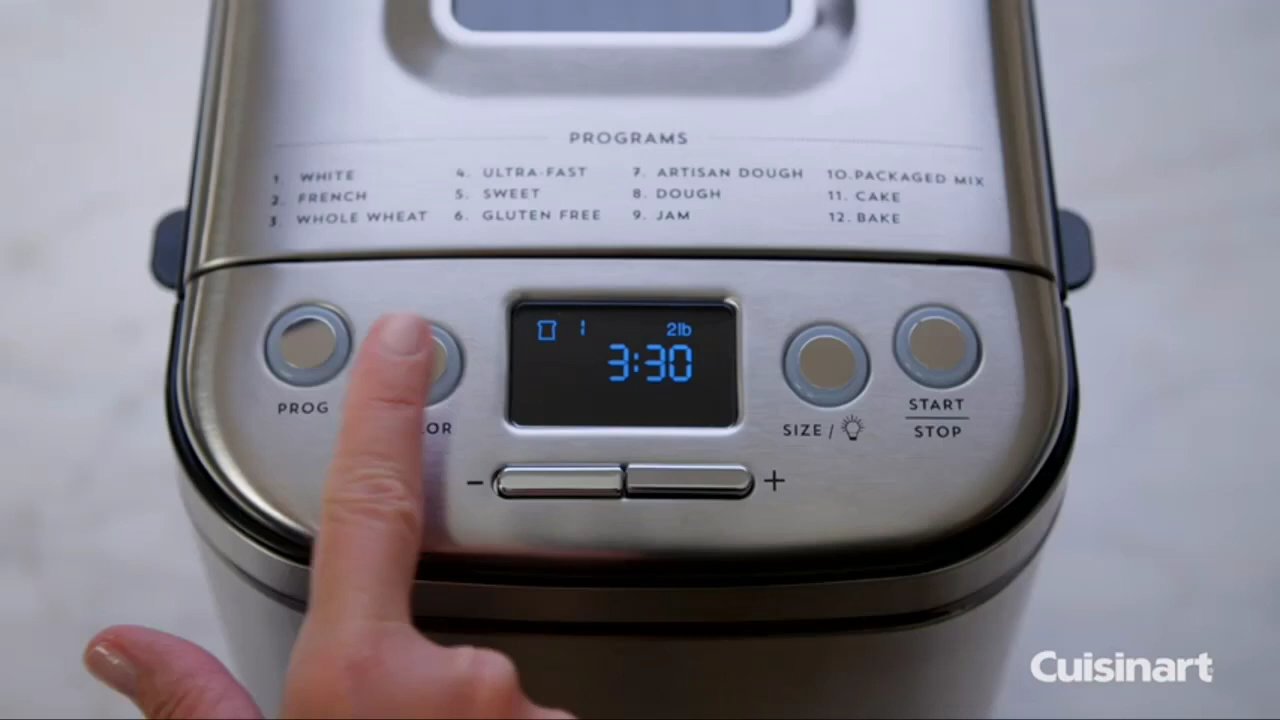 PROGRAMS
1 WHITE
2. FRENCH
3. WHOLE WHEAT
4. ULTRA-FAST
5. SWEET
6. GLUTEN FREE
7. ARTISAN DOUGH
8. DOUGH
9. JAM
10. PACKAGED MIX
11. CAKE
12. BAKE
1 2lb
3:30
PROG
LOR
SIZE /
START
STOP
- +
Cuisinart